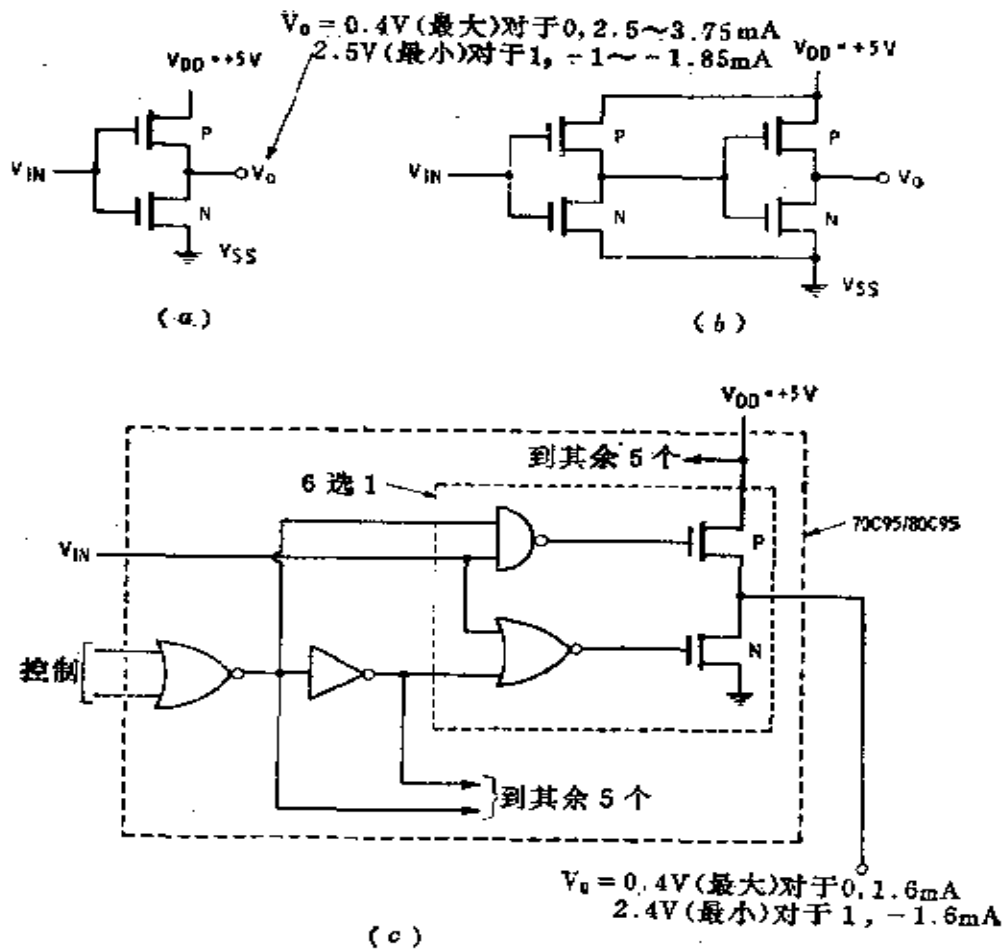 V₀ = 0.4V(最大)对于0, 2.5～3.75mA
2.5V(最小)对于1, -1～-1.85mA
V_DD = +5V
P
V_IN
V₀
N
V_SS
(a)
V_DD = +5V
P
P
V_IN
V₀
N
N
V_SS
(b)
V_DD = +5V
到其余5个
6选1
70C95/80C95
P
V_IN
N
控制
到其余5个
V₀ = 0.4V(最大)对于0, 1.6mA
2.4V(最小)对于1, -1.6mA
(c)